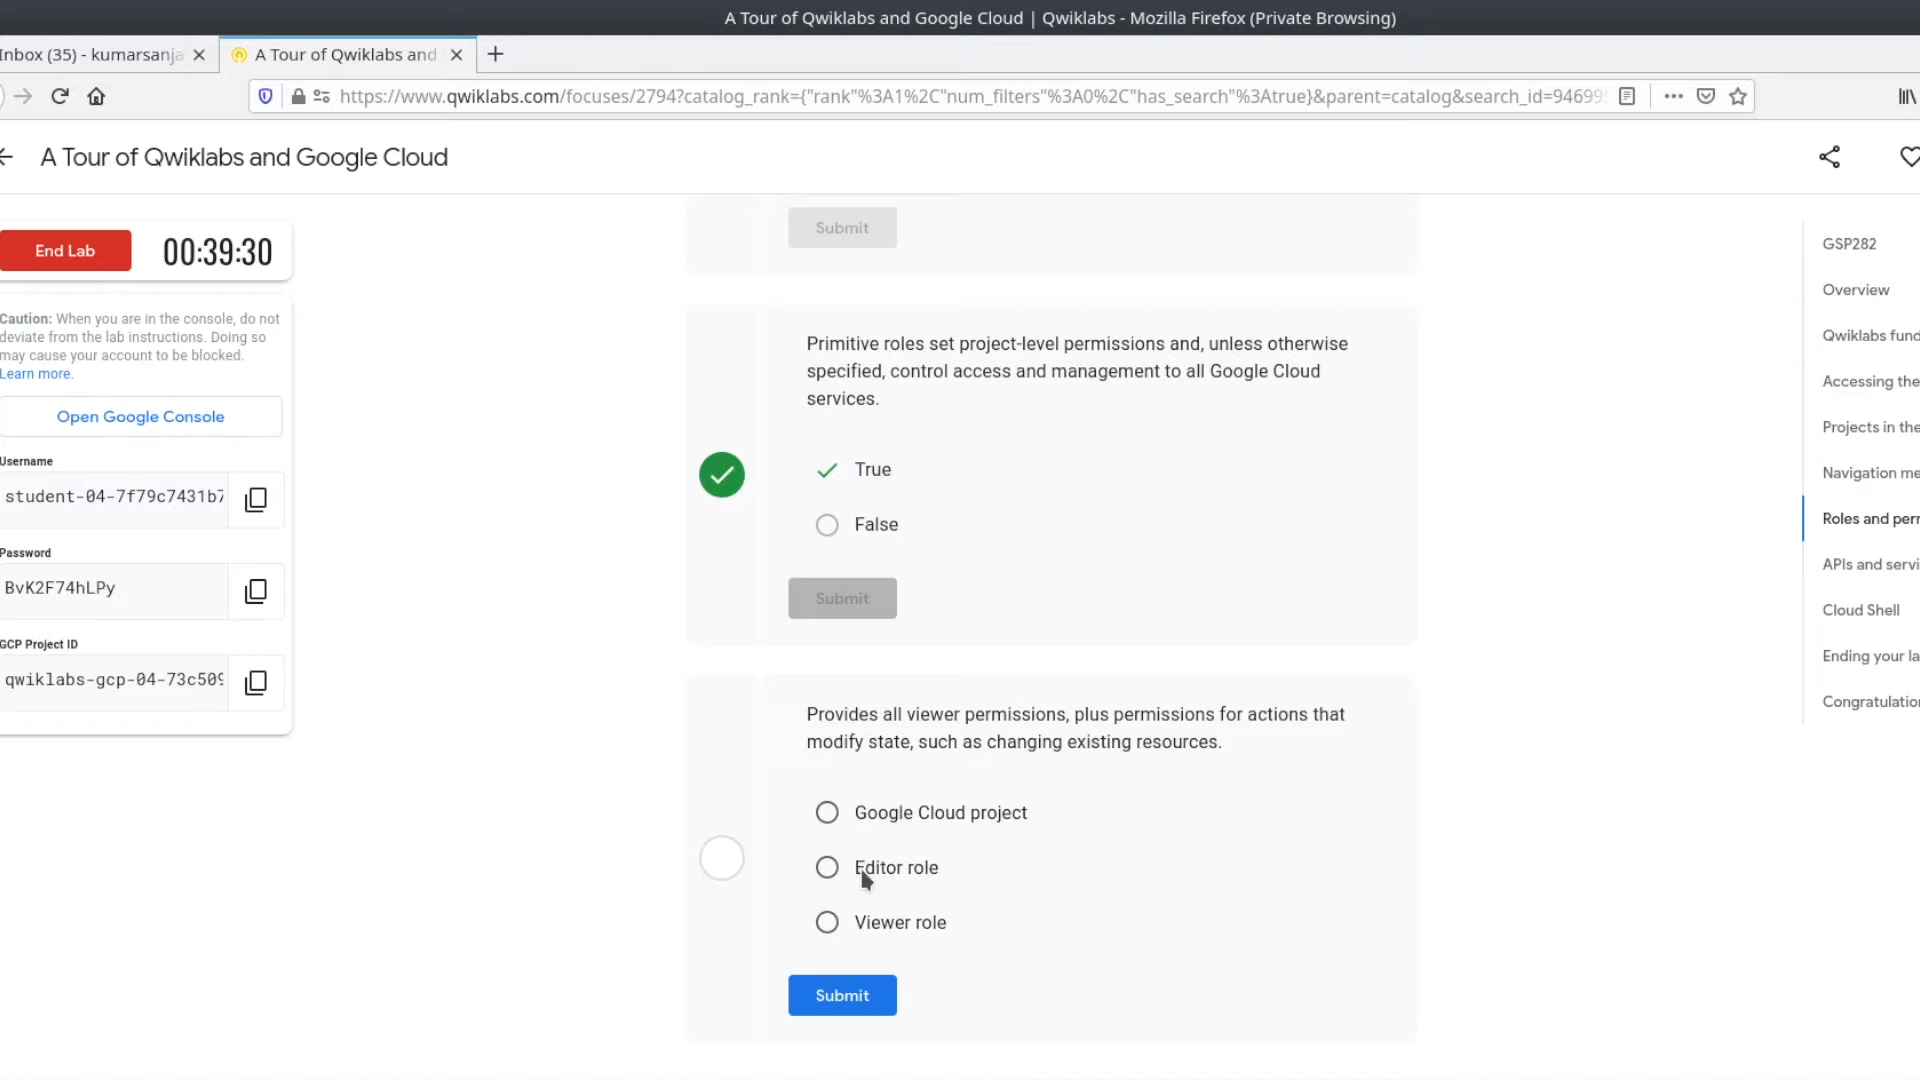 A Tour of Qwiklabs and Google Cloud | Qwiklabs - Mozilla Firefox (Private Browsing)
Inbox (35) - kumarsanja
A Tour of Qwiklabs and
https://www.qwiklabs.com/focuses/2794?catalog_rank={"rank"%3A1%2C"num_filters"%3A0%2C"has_search"%3Atrue}&parent=catalog&search_id=94699
A Tour of Qwiklabs and Google Cloud
End Lab
00:39:30
Caution: When you are in the console, do not
deviate from the lab instructions. Doing so
may cause your account to be blocked.
Learn more.
Open Google Console
Username
student-04-7f79c7431b7
Password
BvK2F74hLPy
GCP Project ID
qwiklabs-gcp-04-73c509
Submit
Primitive roles set project-level permissions and, unless otherwise
specified, control access and management to all Google Cloud
services.
True
False
Submit
Provides all viewer permissions, plus permissions for actions that
modify state, such as changing existing resources.
Google Cloud project
Editor role
Viewer role
Submit
GSP282
Overview
Qwiklabs fund
Accessing the
Projects in the
Navigation me
Roles and perm
APIs and servi
Cloud Shell
Ending your la
Congratulation